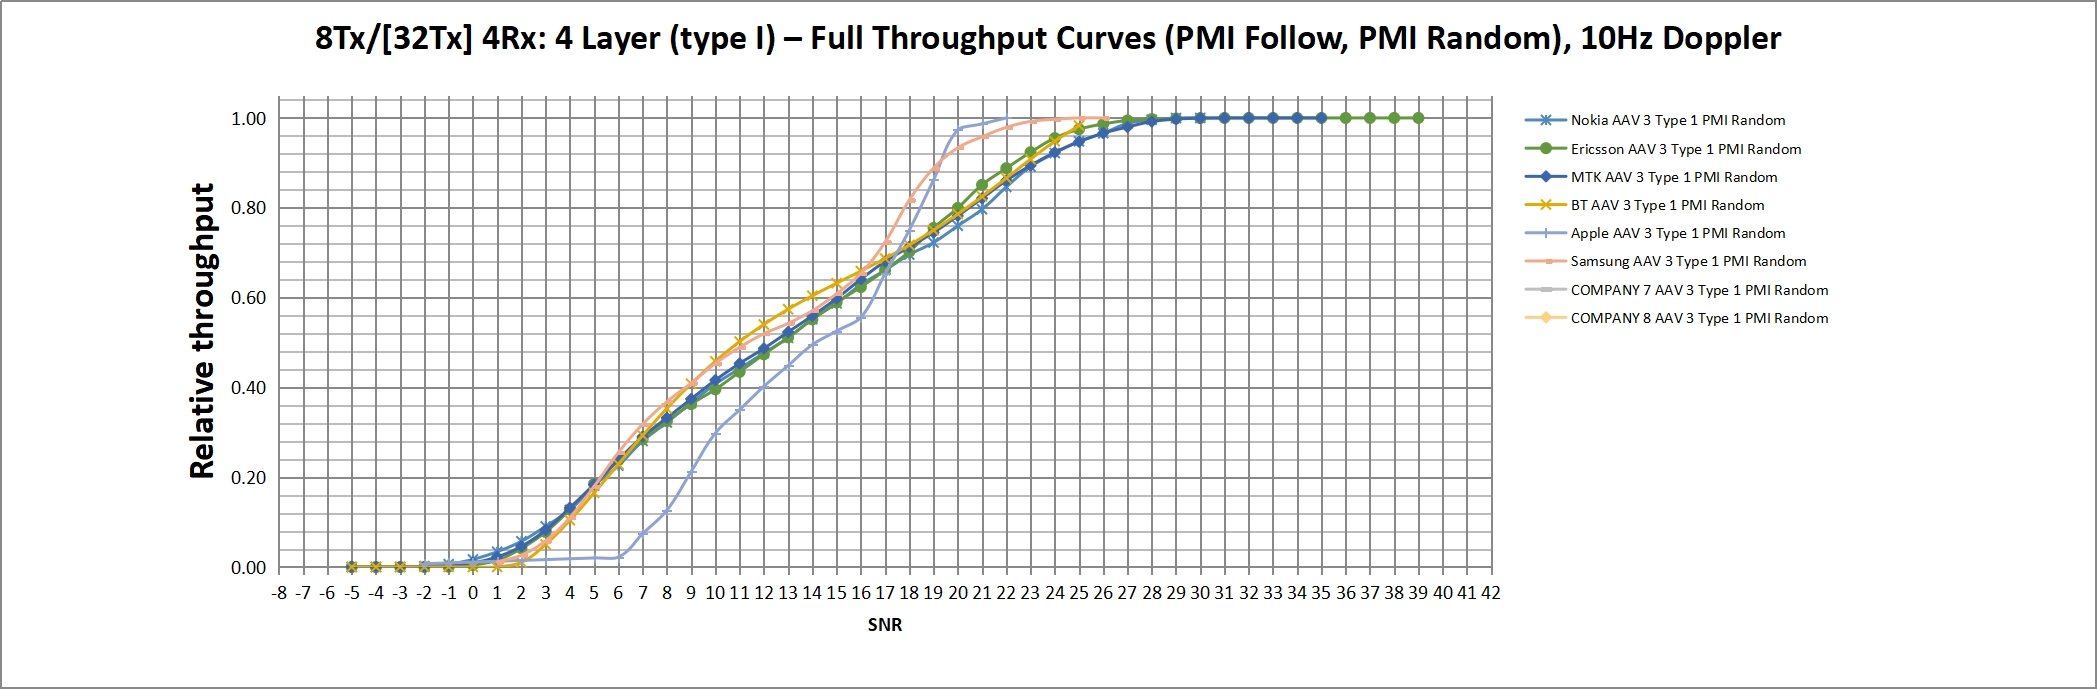 8Tx/[32Tx] 4Rx: 4 Layer (type I) – Full Throughput Curves (PMI Follow, PMI Random), 10Hz Doppler
Relative throughput
1.00
0.80
0.60
0.40
0.20
0.00
-8 -7 -6 -5 -4 -3 -2 -1 0 1 2 3 4 5 6 7 8 9 10 11 12 13 14 15 16 17 18 19 20 21 22 23 24 25 26 27 28 29 30 31 32 33 34 35 36 37 38 39 40 41 42
SNR
Nokia AAV 3 Type 1 PMI Random
Ericsson AAV 3 Type 1 PMI Random
MTK AAV 3 Type 1 PMI Random
BT AAV 3 Type 1 PMI Random
Apple AAV 3 Type 1 PMI Random
Samsung AAV 3 Type 1 PMI Random
COMPANY 7 AAV 3 Type 1 PMI Random
COMPANY 8 AAV 3 Type 1 PMI Random